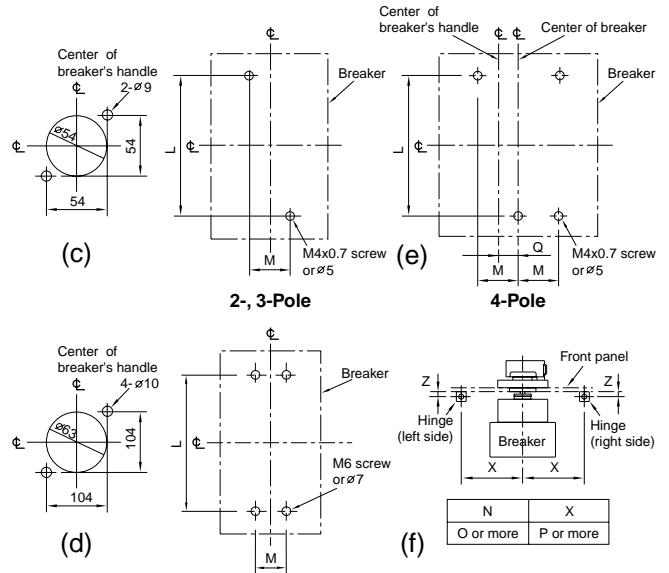 Center of
breaker's handle
℄
2-ø9
ø54
℄
54
54
(c)
℄
Breaker
L
℄
M4x0.7 screw
or ø5
M
2-, 3-Pole
Center of
breaker's handle
℄
℄
Center of breaker
Breaker
L
℄
(e)
M4x0.7 screw
or ø5
Q
M
M
4-Pole
Center of
breaker's handle
℄
4-ø10
ø63
℄
104
104
(d)
℄
Breaker
L
℄
M6 screw
or ø7
M
Front panel
Z
Z
Hinge
(left side)
Hinge
(right side)
Breaker
X
X
(f)
N X
O or more P or more